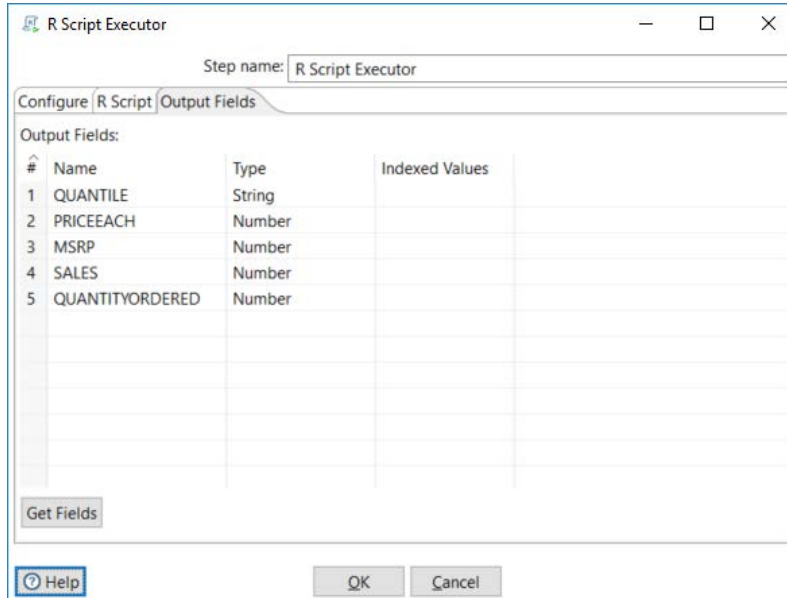 R Script Executor
Step name: R Script Executor
Configure R Script Output Fields
Output Fields:
# Name Type Indexed Values
1 QUANTILE String
2 PRICEEACH Number
3 MSRP Number
4 SALES Number
5 QUANTITYORDERED Number
Get Fields
? Help OK Cancel